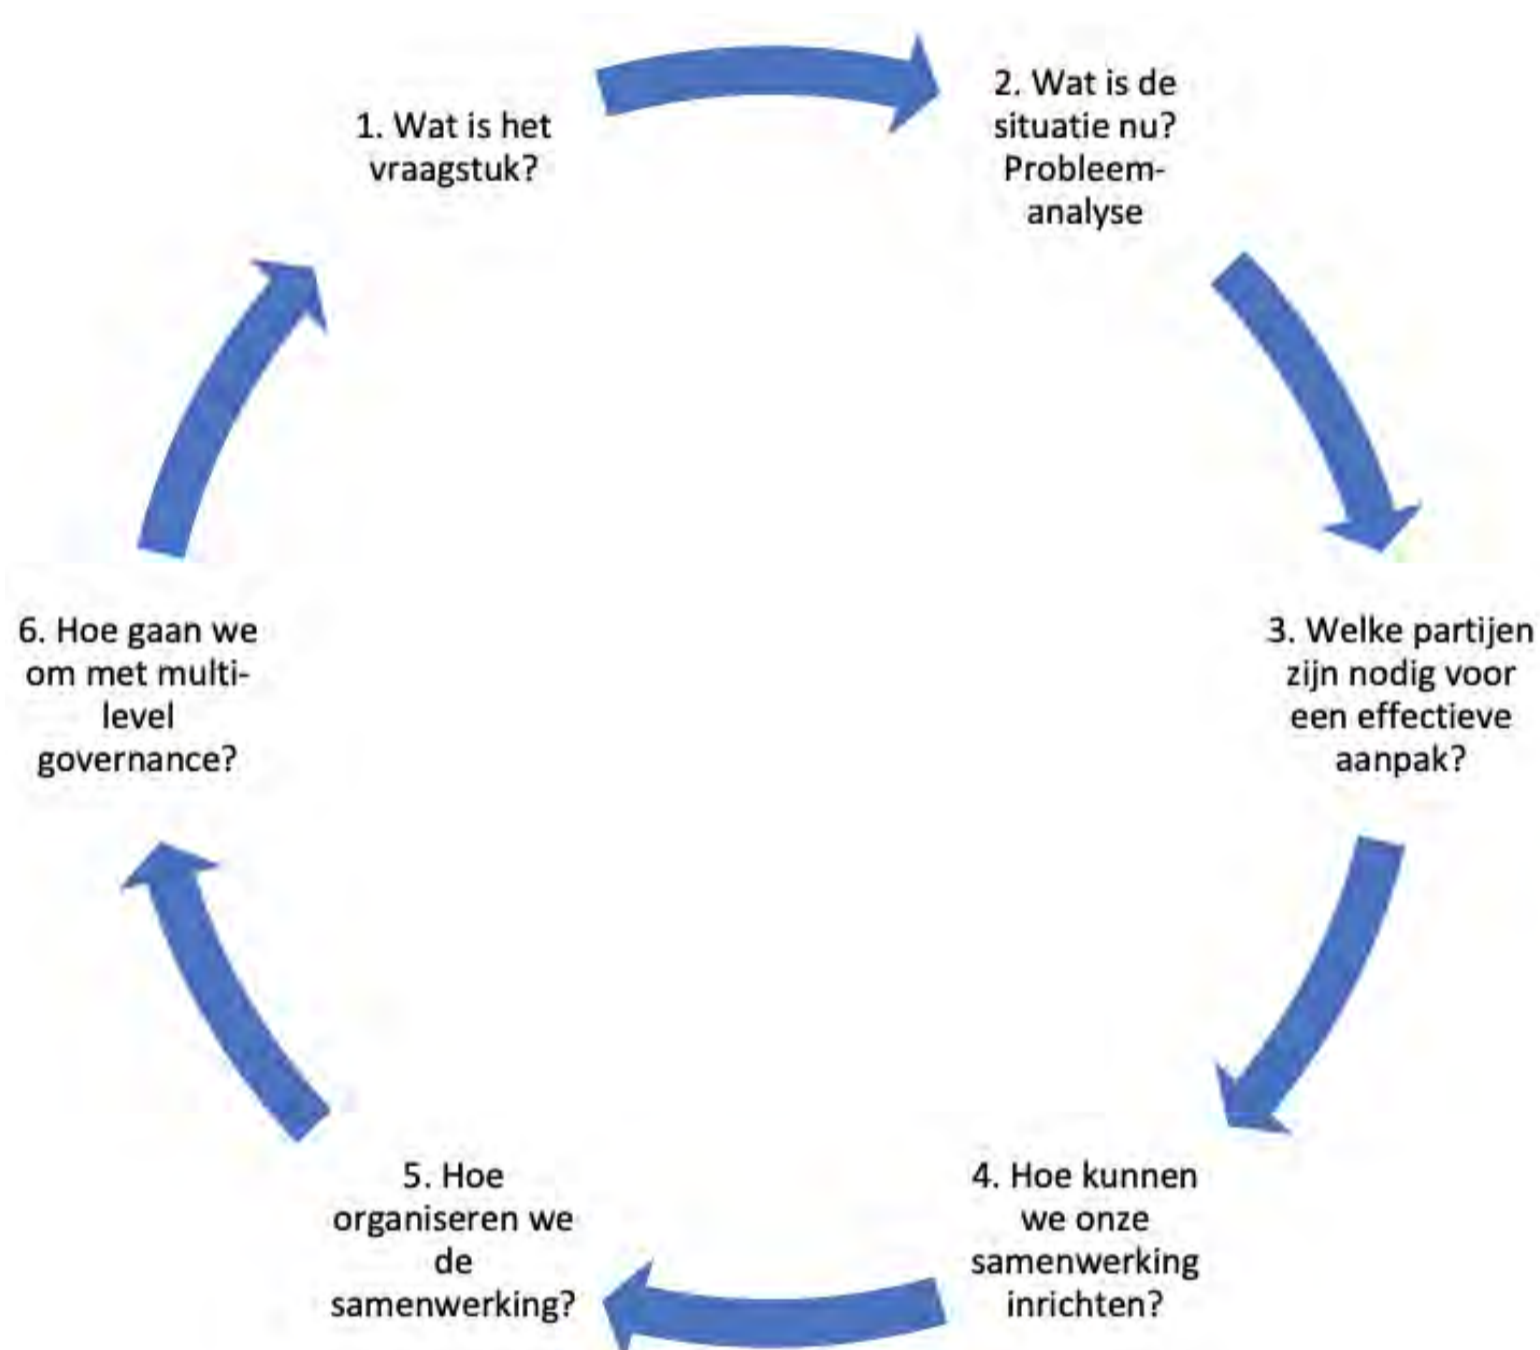 1. Wat is het
vraagstuk?
2. Wat is de
situatie nu?
Probleem-
analyse
3. Welke partijen
zijn nodig voor
een effectieve
aanpak?
4. Hoe kunnen
we onze
samenwerking
inrichten?
5. Hoe
organiseren we
de
samenwerking?
6. Hoe gaan we
om met multi-
level
governance?